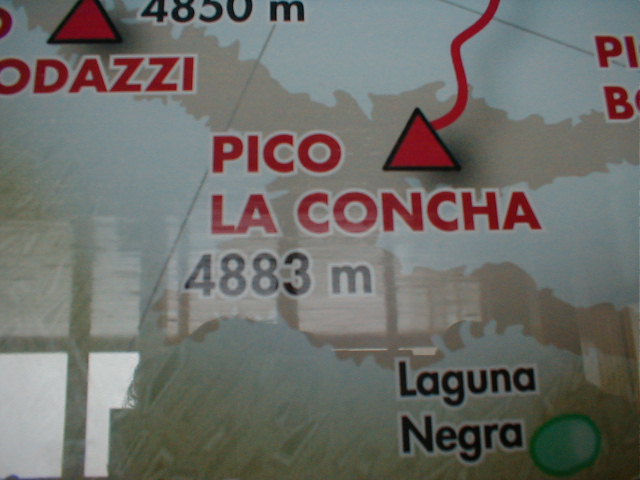 4850 m
ODAZZI
PICO
LA CONCHA
4883 m
Laguna
Negra